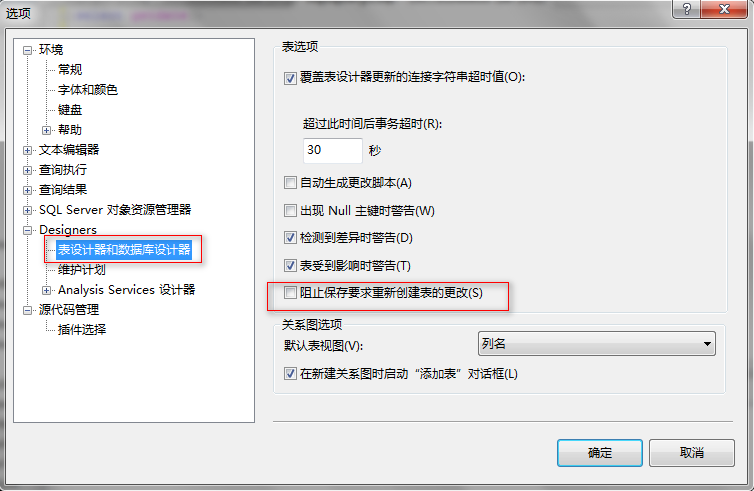 选项
环境
常规
字体和颜色
键盘
帮助
文本编辑器
查询执行
查询结果
SQL Server 对象资源管理器
Designers
表设计器和数据库设计器
维护计划
Analysis Services 设计器
源代码管理
插件选择
表选项
覆盖表设计器更新的连接字符串超时值(O):
超过此时间后事务超时(R):
30 秒
自动生成更改脚本(A)
出现 Null 主键时警告(W)
检测到差异时警告(D)
表受到影响时警告(T)
阻止保存要求重新创建表的更改(S)
关系图选项
默认表视图(V): 列名
在新建关系图时启动“添加表”对话框(L)
确定 取消